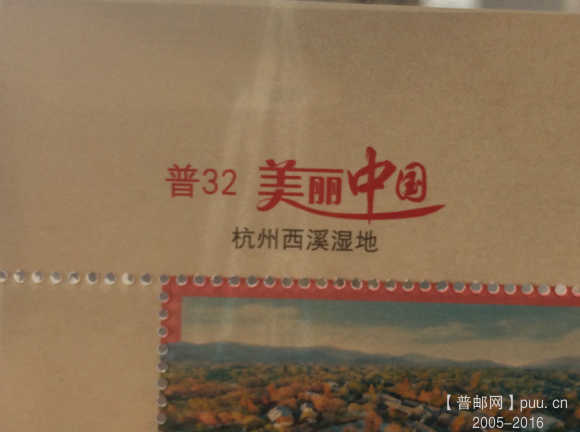 普32 美丽中国
杭州西溪湿地
【普邮网】puu.cn
2005-2016